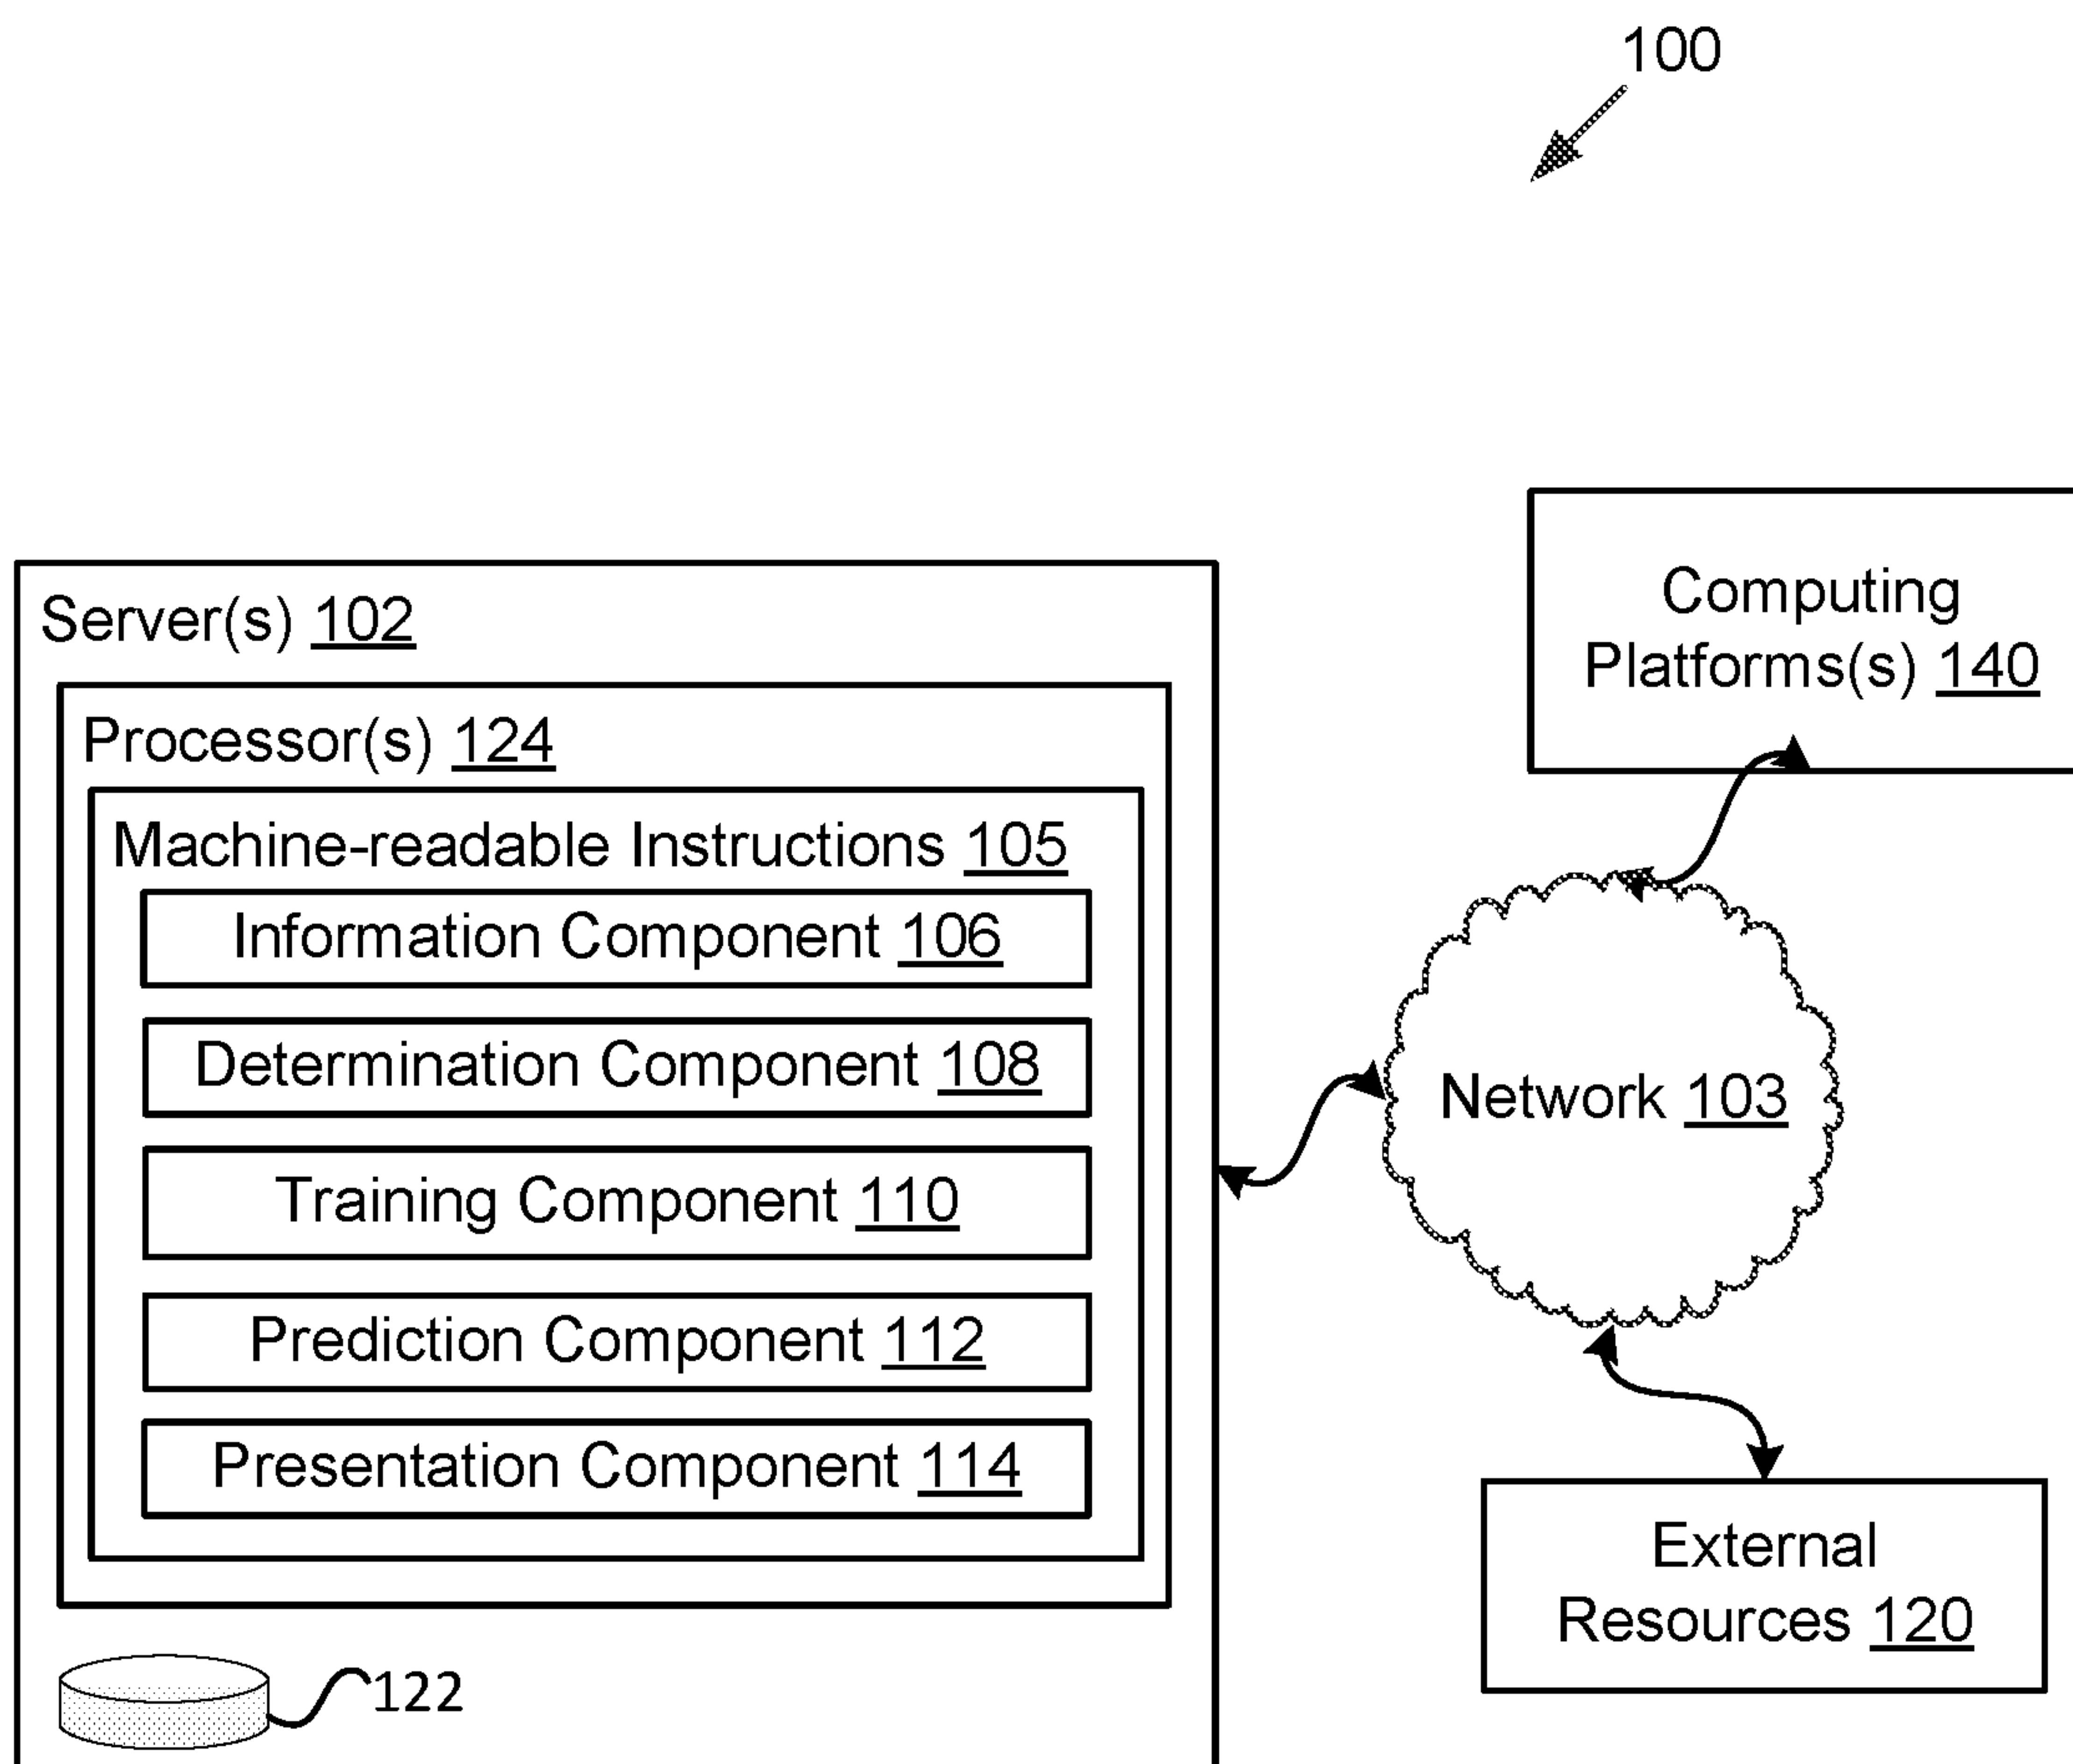 100
Server(s) 102
Processor(s) 124
Machine-readable Instructions 105
Information Component 106
Determination Component 108
Training Component 110
Prediction Component 112
Presentation Component 114
122
Computing
Platforms(s) 140
Network 103
External
Resources 120